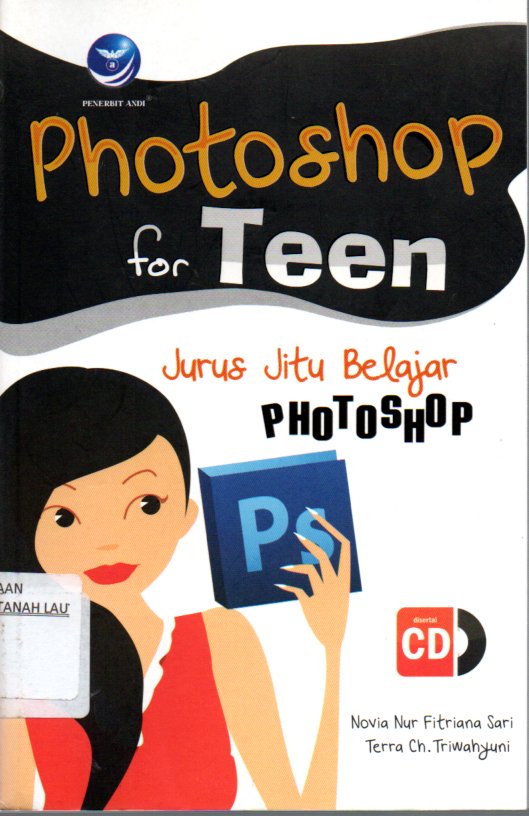 a
PENERBIT ANDI®
Photoshop
for Teen
Jurus Jitu Belajar
PHOTOSHOP
Ps
AAN
TANAH LAU
disertai
CD
Novia Nur Fitriana Sari
Terra Ch. Triwahyuni